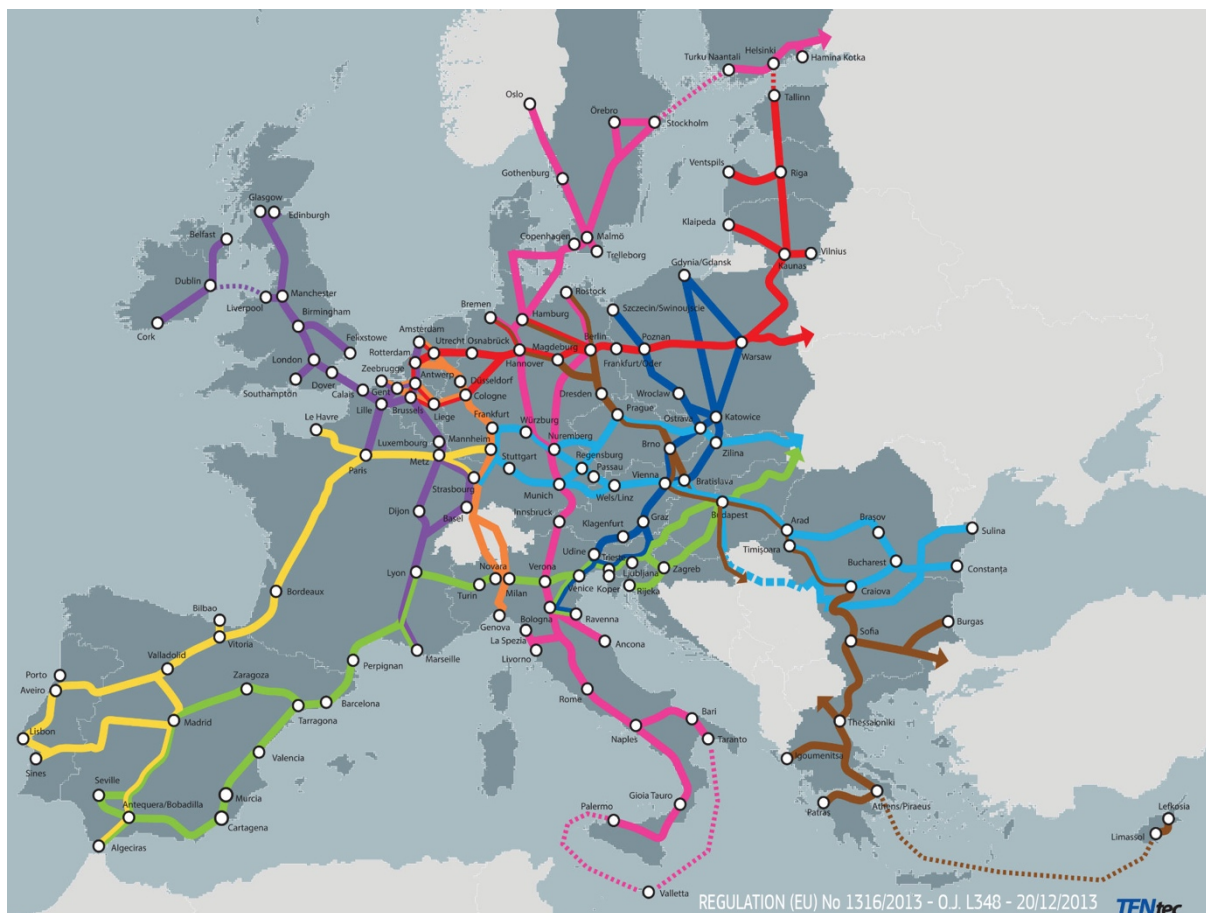 Helsinki
Turku Naantali
Hamina Kotka
Oslo
Örebro
Stockholm
Tallinn
Ventspils
Riga
Gothenburg
Glasgow
Edinburgh
Klaipeda
Belfast
Copenhagen
Malmö
Trelleborg
Vilnius
Kaunas
Gdynia/Gdansk
Dublin
Liverpool
Manchester
Rostock
Szczecin/Swinoujscie
Birmingham
Bremen
Hamburg
Cork
Felixstowe
Amsterdam
Utrecht
Osnabrück
Magdeburg
Berlin
Poznan
Warsaw
London
Rotterdam
Hannover
Frankfurt/Oder
Zeebrugge
Antwerp
Düsseldorf
Southampton
Dover
Calais
Gent
Cologne
Dresden
Wroclaw
Lille
Brussels
Liege
Prague
Ostrava
Katowice
Le Havre
Frankfurt
Würzburg
Luxembourg
Mannheim
Nuremberg
Brno
Zilina
Paris
Metz
Stuttgart
Regensburg
Passau
Vienna
Strasbourg
Munich
Wels/Linz
Bratislava
Dijon
Basel
Innsbruck
Klagenfurt
Graz
Budapest
Arad
Braşov
Sulina
Udine
Trieste
Timişoara
Bucharest
Lyon
Novara
Verona
Ljubljana
Zagreb
Constanţa
Turin
Milan
Venice
Koper
Rijeka
Craiova
Bordeaux
Bilbao
Genova
Bologna
Ravenna
La Spezia
Ancona
Sofia
Burgas
Vitoria
Livorno
Marseille
Valladolid
Perpignan
Porto
Aveiro
Zaragoza
Rome
Barcelona
Tarragona
Madrid
Bari
Thessaloniki
Lisbon
Naples
Taranto
Sines
Valencia
Igoumenitsa
Seville
Murcia
Gioia Tauro
Palermo
Athens/Piraeus
Patras
Lefkosia
Antequera/Bobadilla
Cartagena
Limassol
Algeciras
Valletta
REGULATION (EU) No 1316/2013 - O.J. L348 - 20/12/2013
TENtec